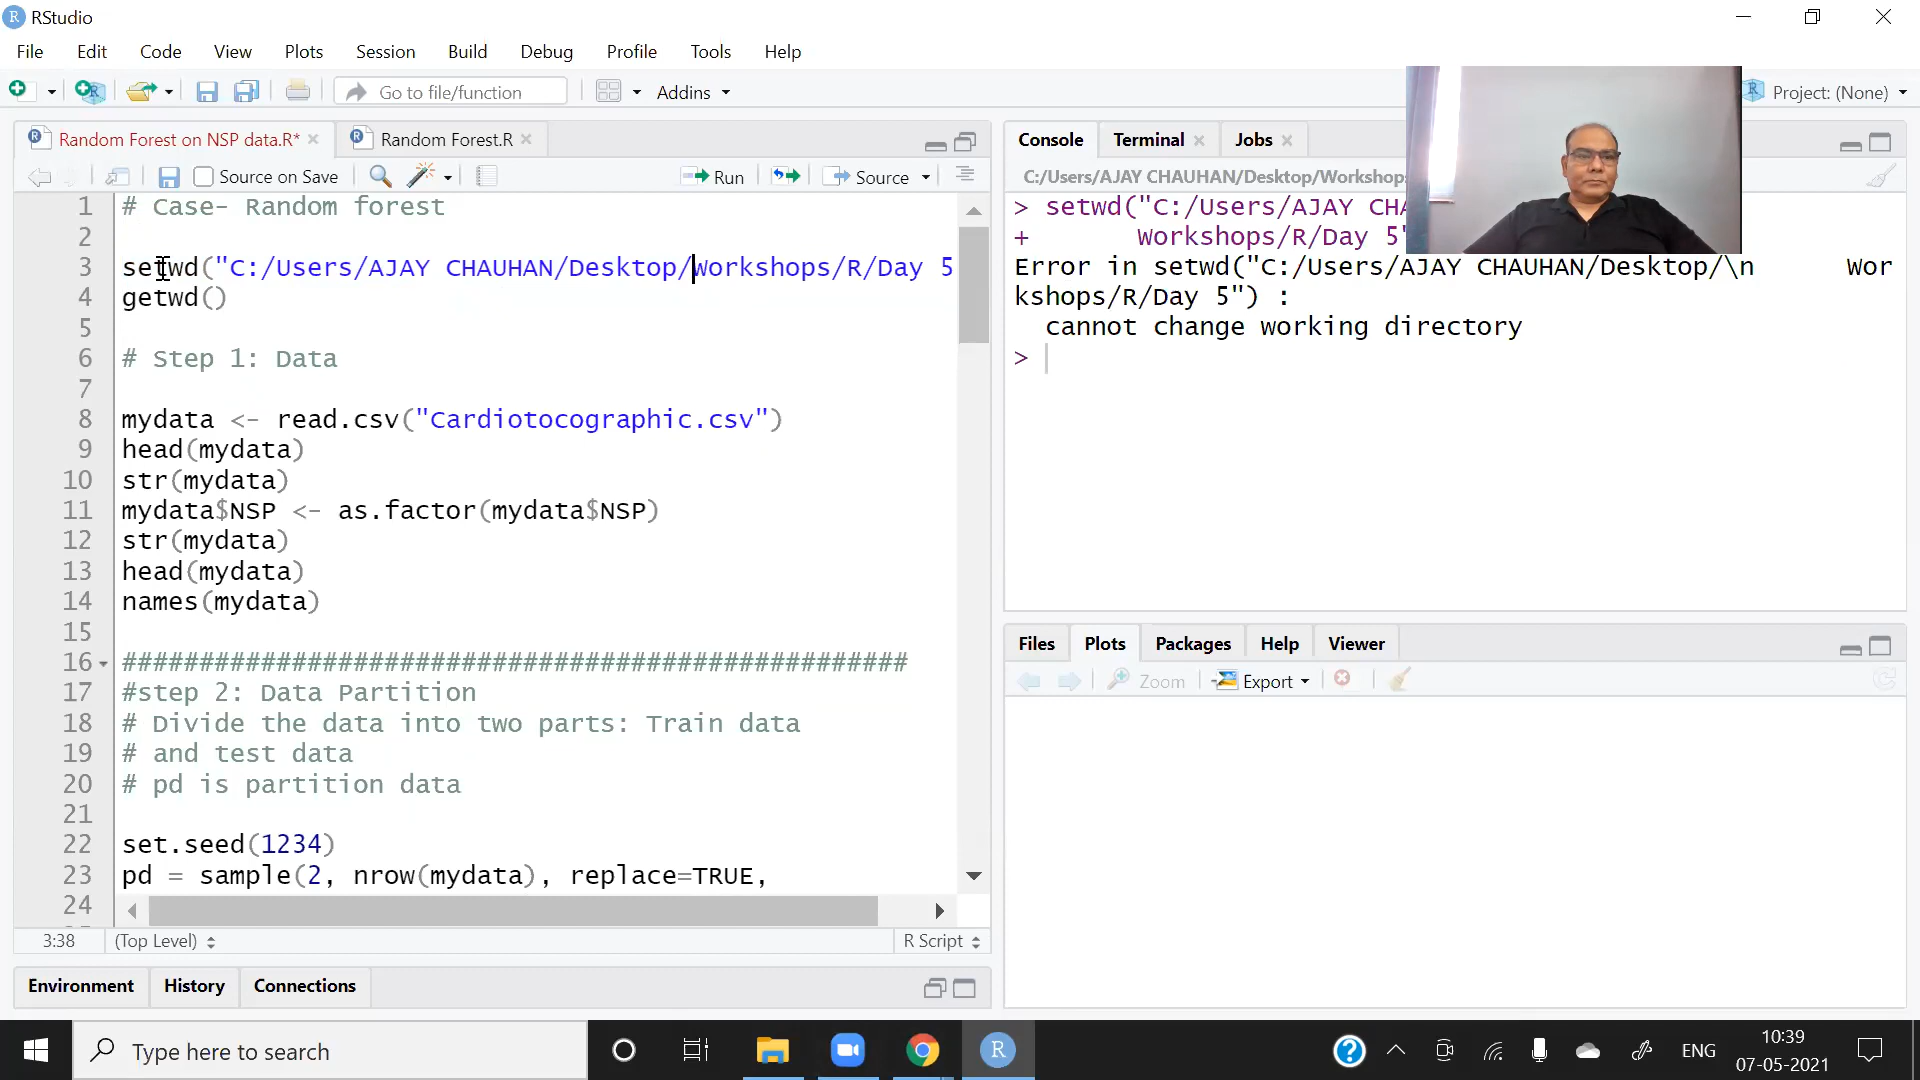 RStudio
File Edit Code View Plots Session Build Debug Profile Tools Help
Go to file/function Addins Project: (None)
Random Forest on NSP data.R* Random Forest.R
Source on Save Run Source
1 # Case- Random forest
2
3 setwd("C:/Users/AJAY CHAUHAN/Desktop/Workshops/R/Day 5
4 getwd()
5
6 # Step 1: Data
7
8 mydata <- read.csv("Cardiotocographic.csv")
9 head(mydata)
10 str(mydata)
11 mydata$NSP <- as.factor(mydata$NSP)
12 str(mydata)
13 head(mydata)
14 names(mydata)
15
16 ###################################################
17 #step 2: Data Partition
18 # Divide the data into two parts: Train data
19 # and test data
20 # pd is partition data
21
22 set.seed(1234)
23 pd = sample(2, nrow(mydata), replace=TRUE,
24
3:38 (Top Level) R Script
Environment History Connections
Console Terminal Jobs
C:/Users/AJAY CHAUHAN/Desktop/Workshops
> setwd("C:/Users/AJAY CHA
+ Workshops/R/Day 5"
Error in setwd("C:/Users/AJAY CHAUHAN/Desktop/\n Wor
kshops/R/Day 5") :
cannot change working directory
>
Files Plots Packages Help Viewer
Zoom Export
Type here to search
ENG
10:39
07-05-2021